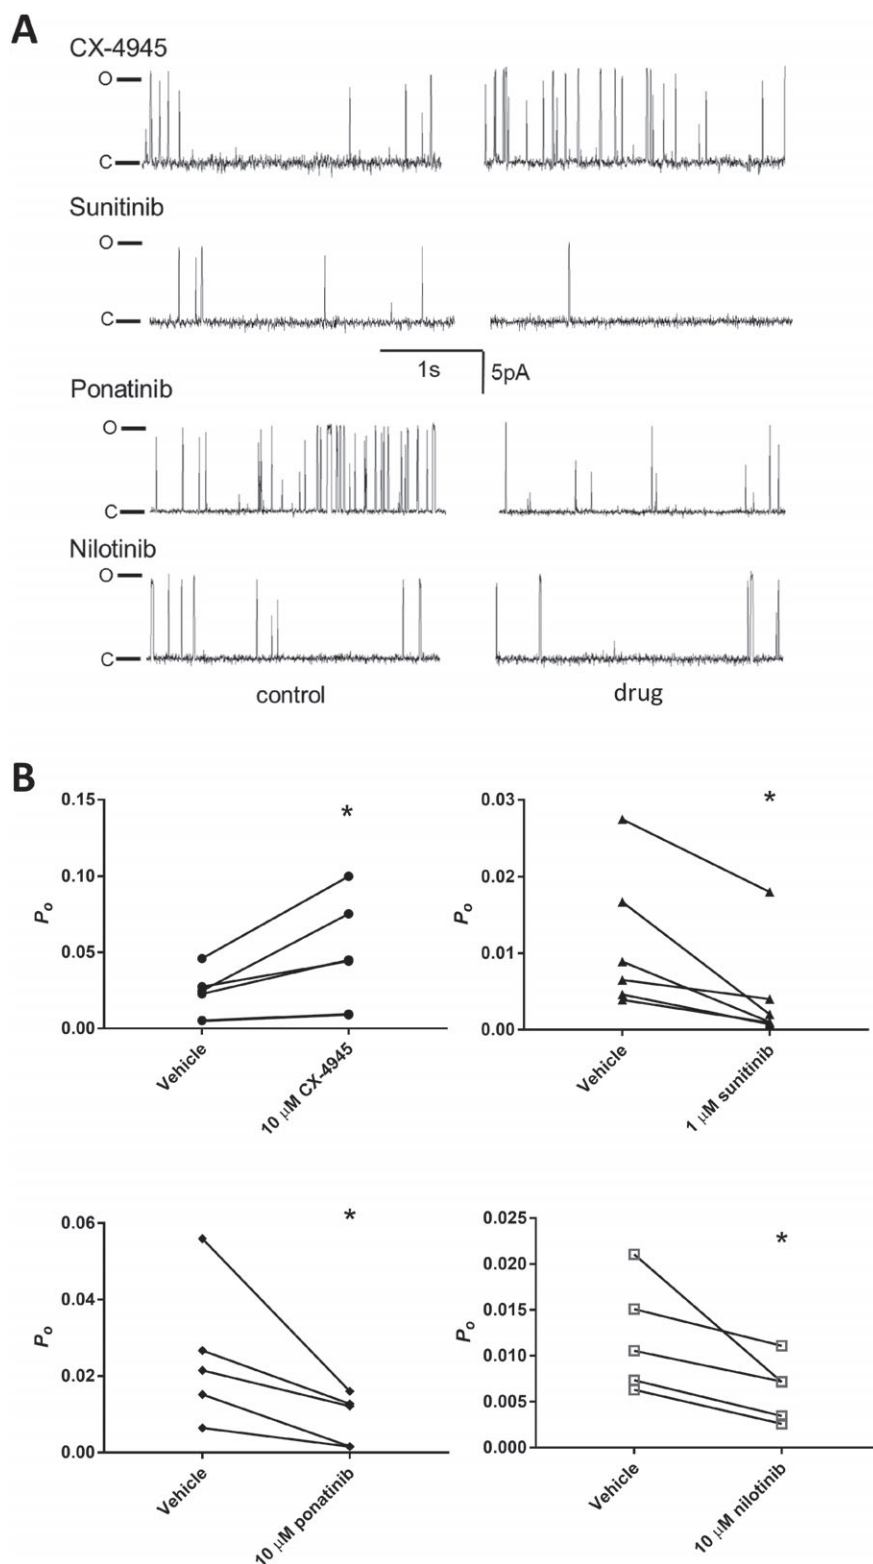 A
CX-4945
O
C
Sunitinib
O
C
1s
5pA
Ponatinib
O
C
Nilotinib
O
C
control drug
B
0.15
0.10
0.05
0.00
Po
*
Vehicle
10 μM CX-4945
0.03
0.02
0.01
0.00
Po
*
Vehicle
1 μM sunitinib
0.06
0.04
0.02
0.00
Po
*
Vehicle
10 μM ponatinib
0.025
0.020
0.015
0.010
0.005
0.000
Po
*
Vehicle
10 μM nilotinib